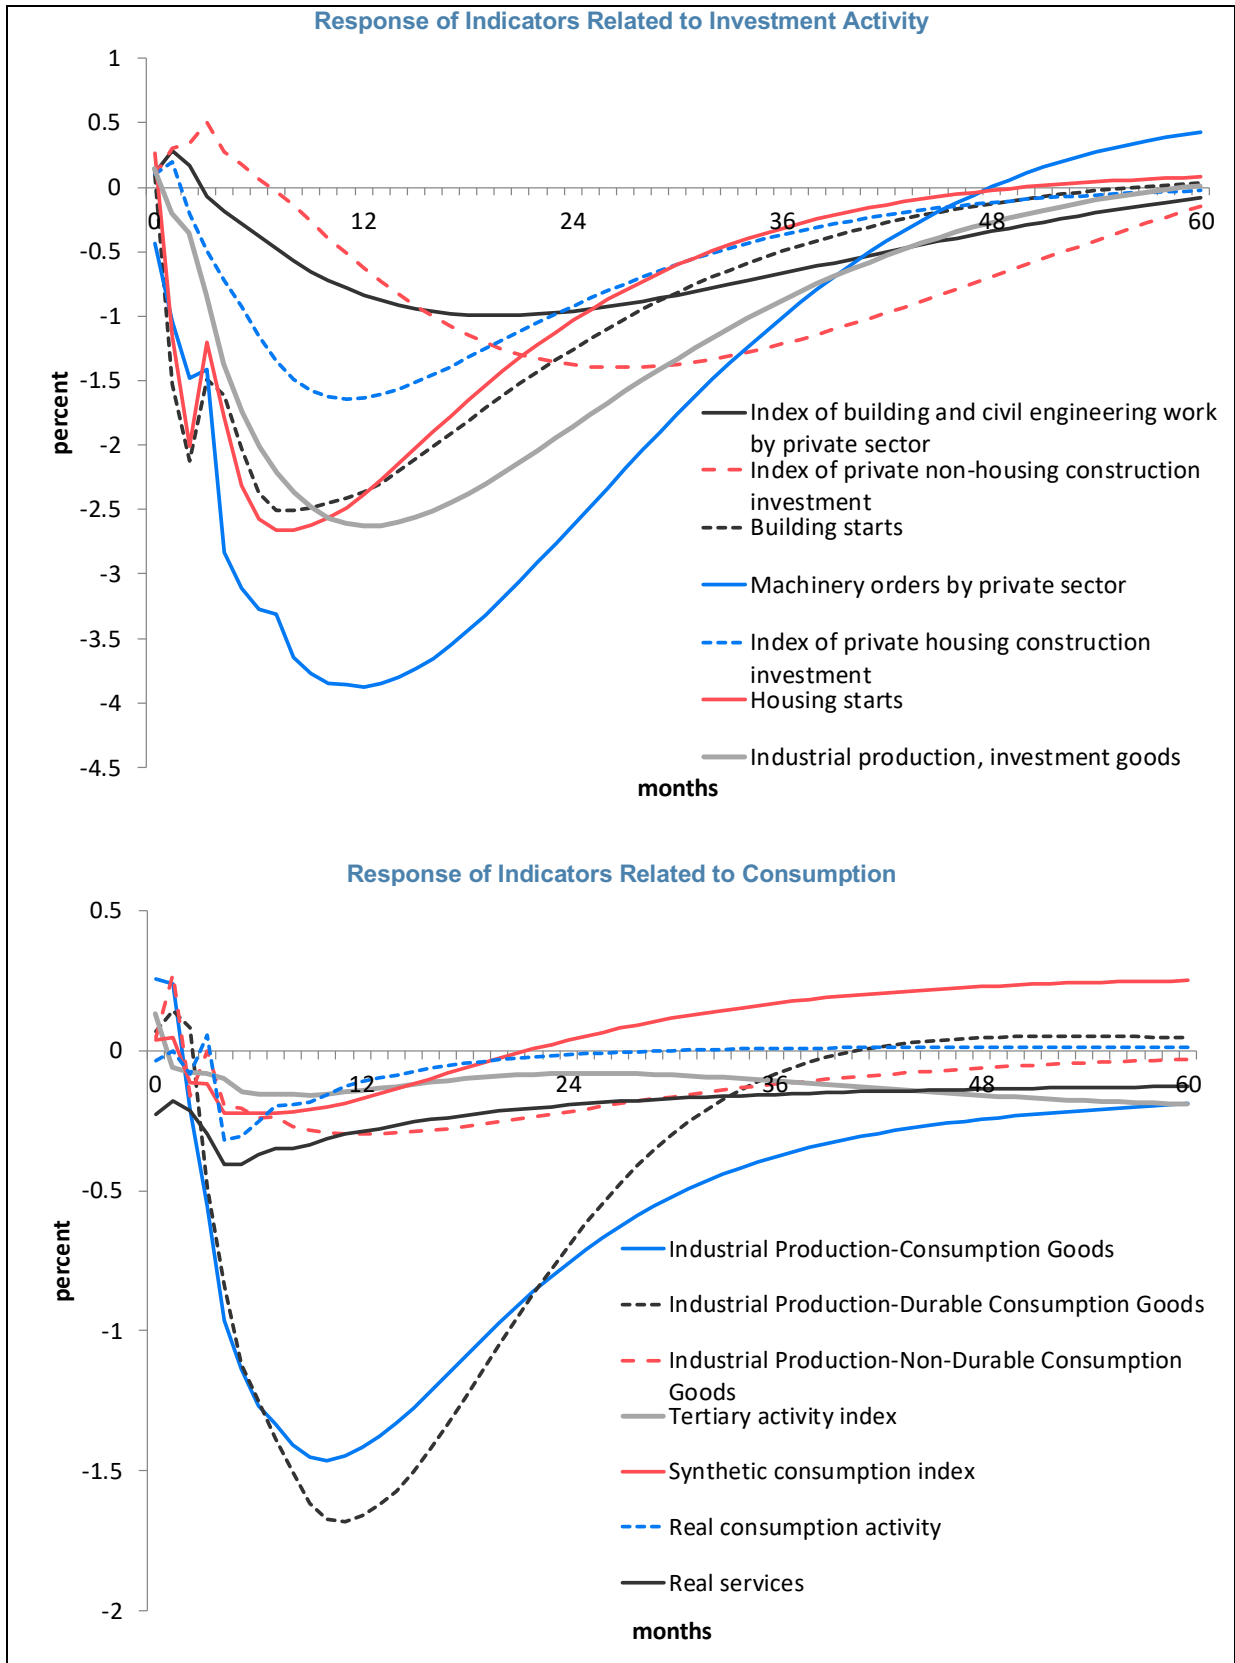 Response of Indicators Related to Investment Activity
1
0.5
0
-0.5
-1
-1.5
-2
-2.5
-3
-3.5
-4
-4.5
percent
0 12 24 36 48 60
Index of building and civil engineering work
by private sector
Index of private non-housing construction
investment
Building starts
Machinery orders by private sector
Index of private housing construction
investment
Housing starts
Industrial production, investment goods
months
Response of Indicators Related to Consumption
0.5
0
-0.5
-1
-1.5
-2
percent
0 12 24 36 48 60
Industrial Production-Consumption Goods
Industrial Production-Durable Consumption Goods
Industrial Production-Non-Durable Consumption
Goods
Tertiary activity index
Synthetic consumption index
Real consumption activity
Real services
months